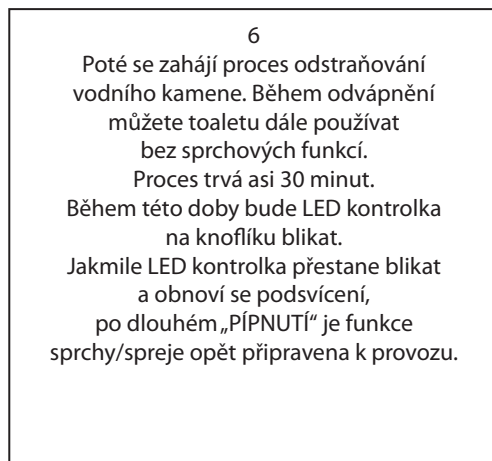 6
Poté se zahájí proces odstraňování
vodního kamene. Během odvápnění
můžete toaletu dále používat
bez sprchových funkcí.
Proces trvá asi 30 minut.
Během této doby bude LED kontrolka
na knoflíku blikat.
Jakmile LED kontrolka přestane blikat
a obnoví se podsvícení,
po dlouhém „PÍPNUTÍ“ je funkce
sprchy/spreje opět připravena k provozu.